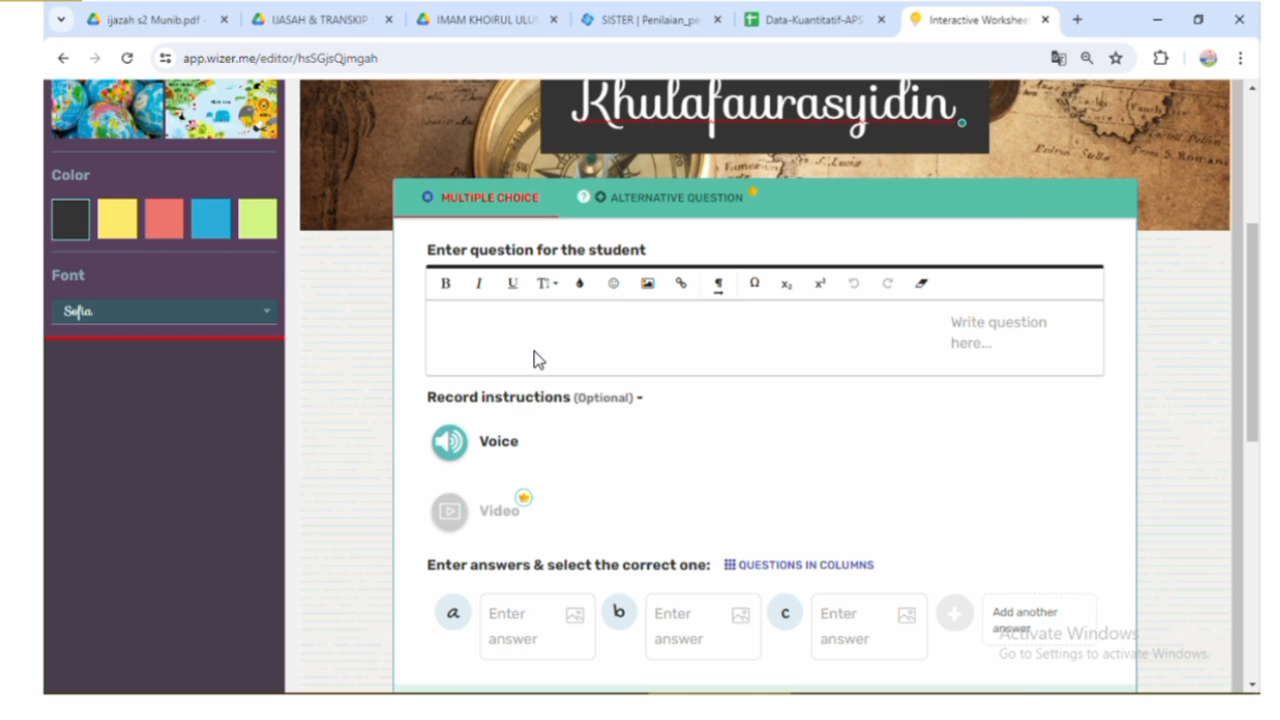 ijazah s2 Munib.pdf -
IJASAH & TRANSKIP
IMAM KHOIRUL ULU
SISTER | Penilaian_pe
Data-Kuantitatif-APS
Interactive Workshee
app.wizer.me/editor/hsSGjsQjmgah
Khulafaurasyidin.
Color
Font
Sofia
MULTIPLE CHOICE
? ALTERNATIVE QUESTION
Enter question for the student
B I U TI Ω x₂ x²
Write question
here...
Record instructions (Optional) -
Voice
Video
Enter answers & select the correct one: QUESTIONS IN COLUMNS
a Enter answer
b Enter answer
c Enter answer
+ Add another answer
Activate Windows
Go to Settings to activate Windows.